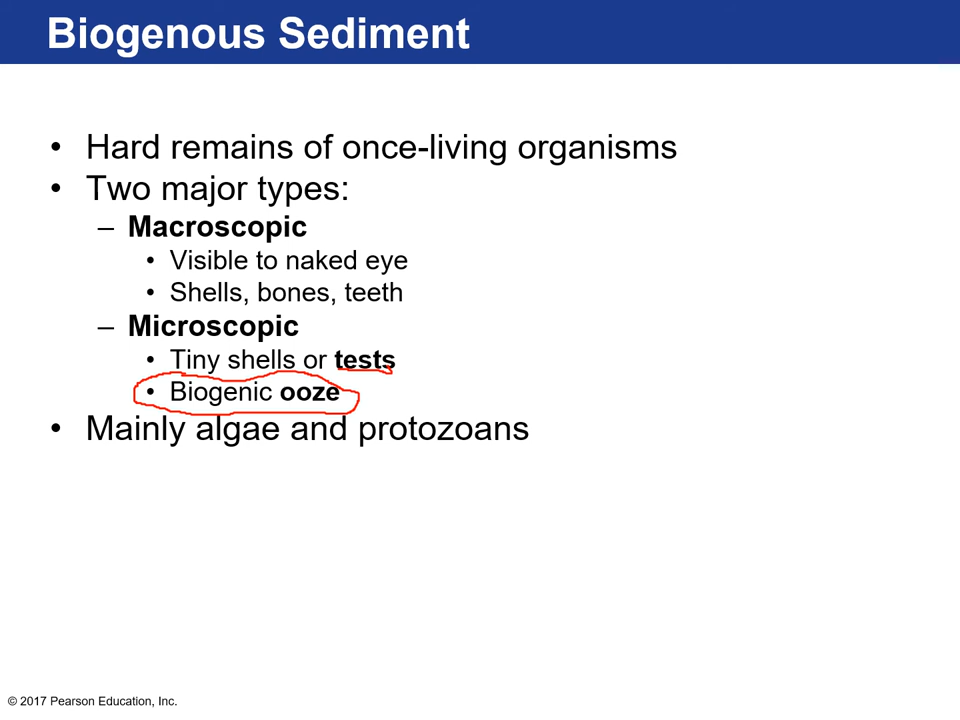 Biogenous Sediment
• Hard remains of once-living organisms
• Two major types:
– Macroscopic
• Visible to naked eye
• Shells, bones, teeth
– Microscopic
• Tiny shells or tests
• Biogenic ooze
• Mainly algae and protozoans
© 2017 Pearson Education, Inc.